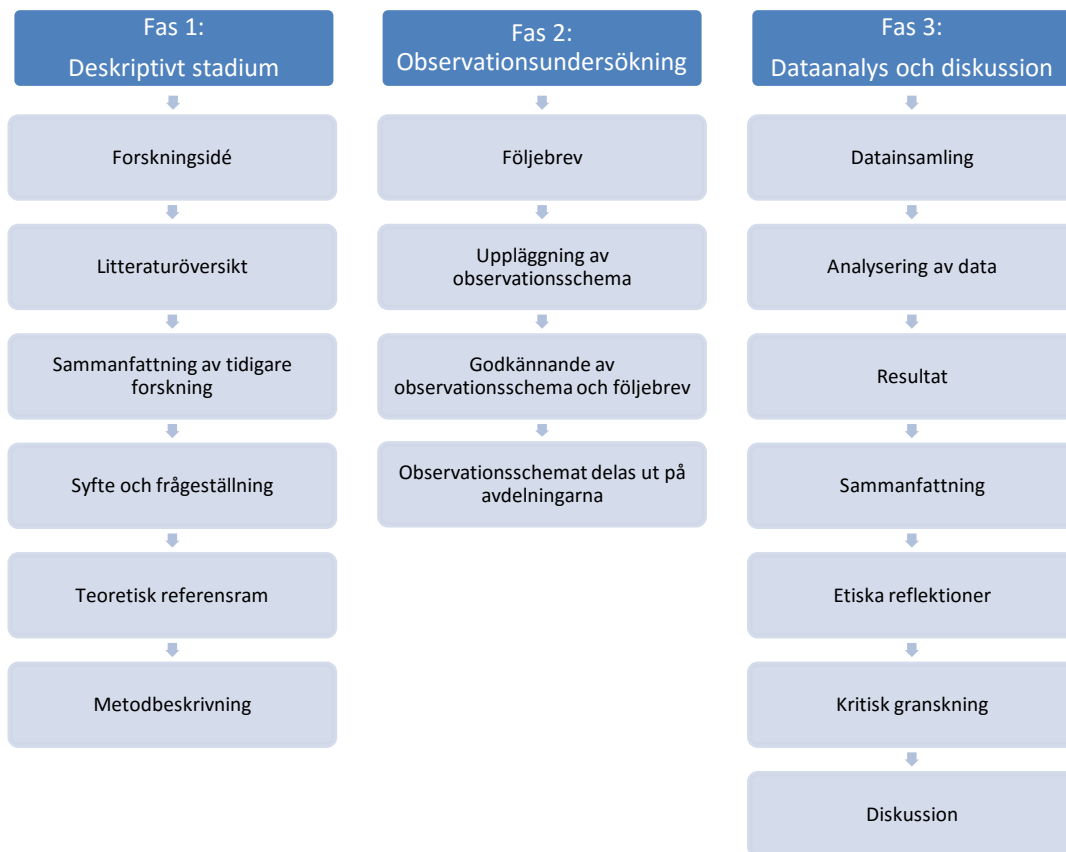 Fas 1:
Deskriptivt stadium
Forskningsidé
Litteraturöversikt
Sammanfattning av tidigare
forskning
Syfte och frågeställning
Teoretisk referensram
Metodbeskrivning
Fas 2:
Observationsundersökning
Följebrev
Uppläggning av
observationsschema
Godkännande av
observationsschema och följebrev
Observationsschemat delas ut på
avdelningarna
Fas 3:
Dataanalys och diskussion
Datainsamling
Analysering av data
Resultat
Sammanfattning
Etiska reflektioner
Kritisk granskning
Diskussion